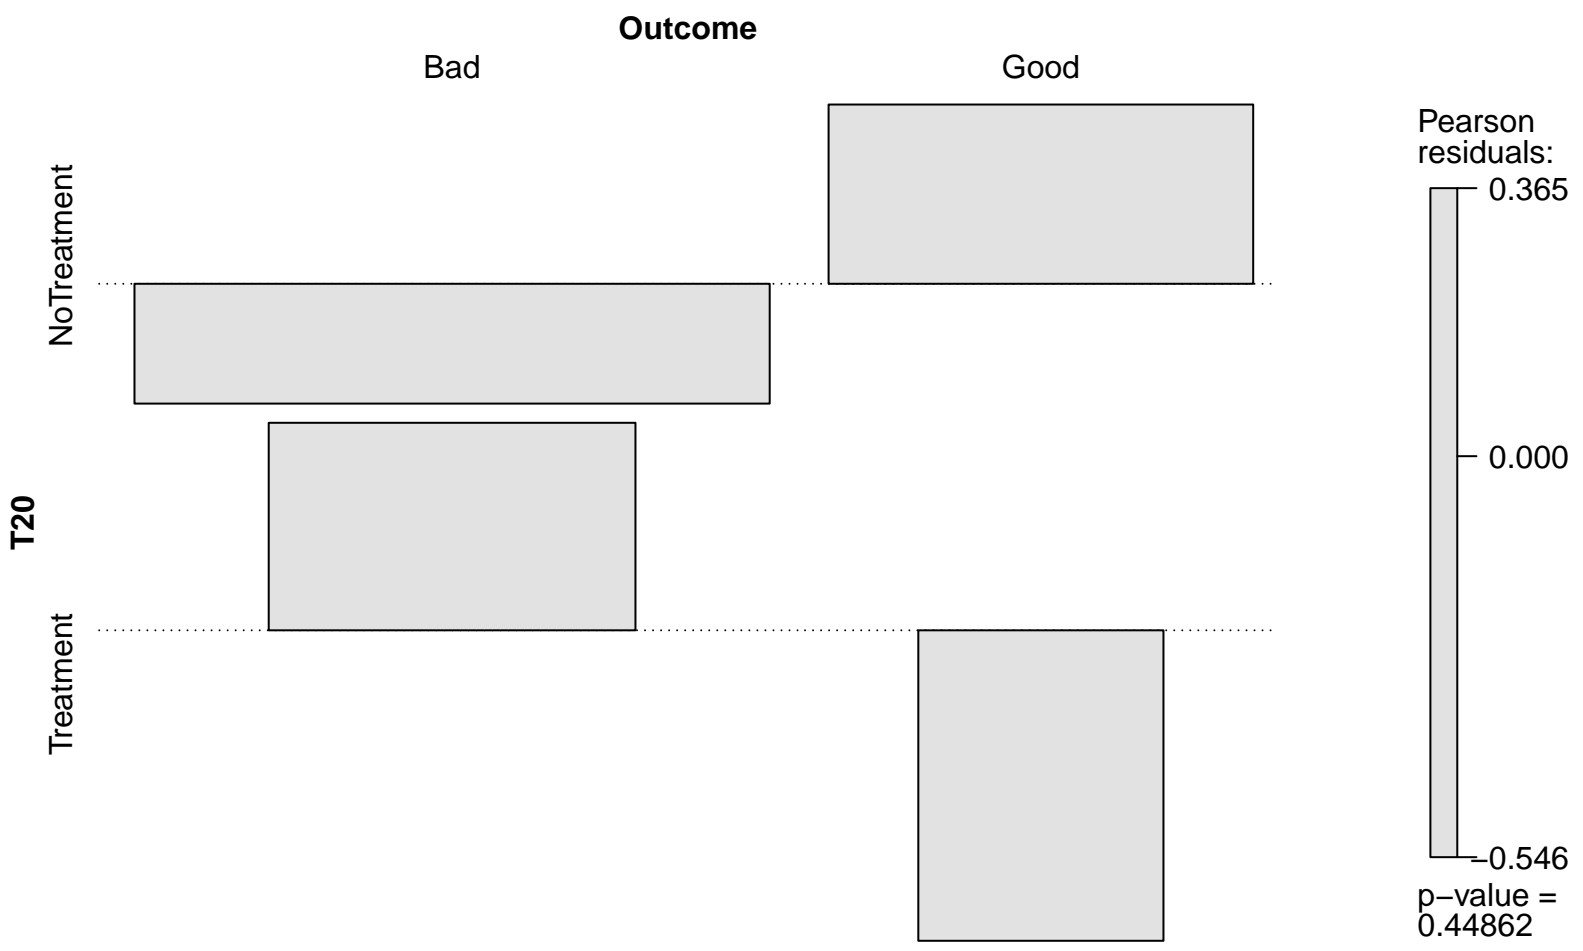 Outcome
Bad
Good
NoTreatment
T20
Treatment
Pearson
residuals:
0.365
0.000
−0.546
p−value =
0.44862